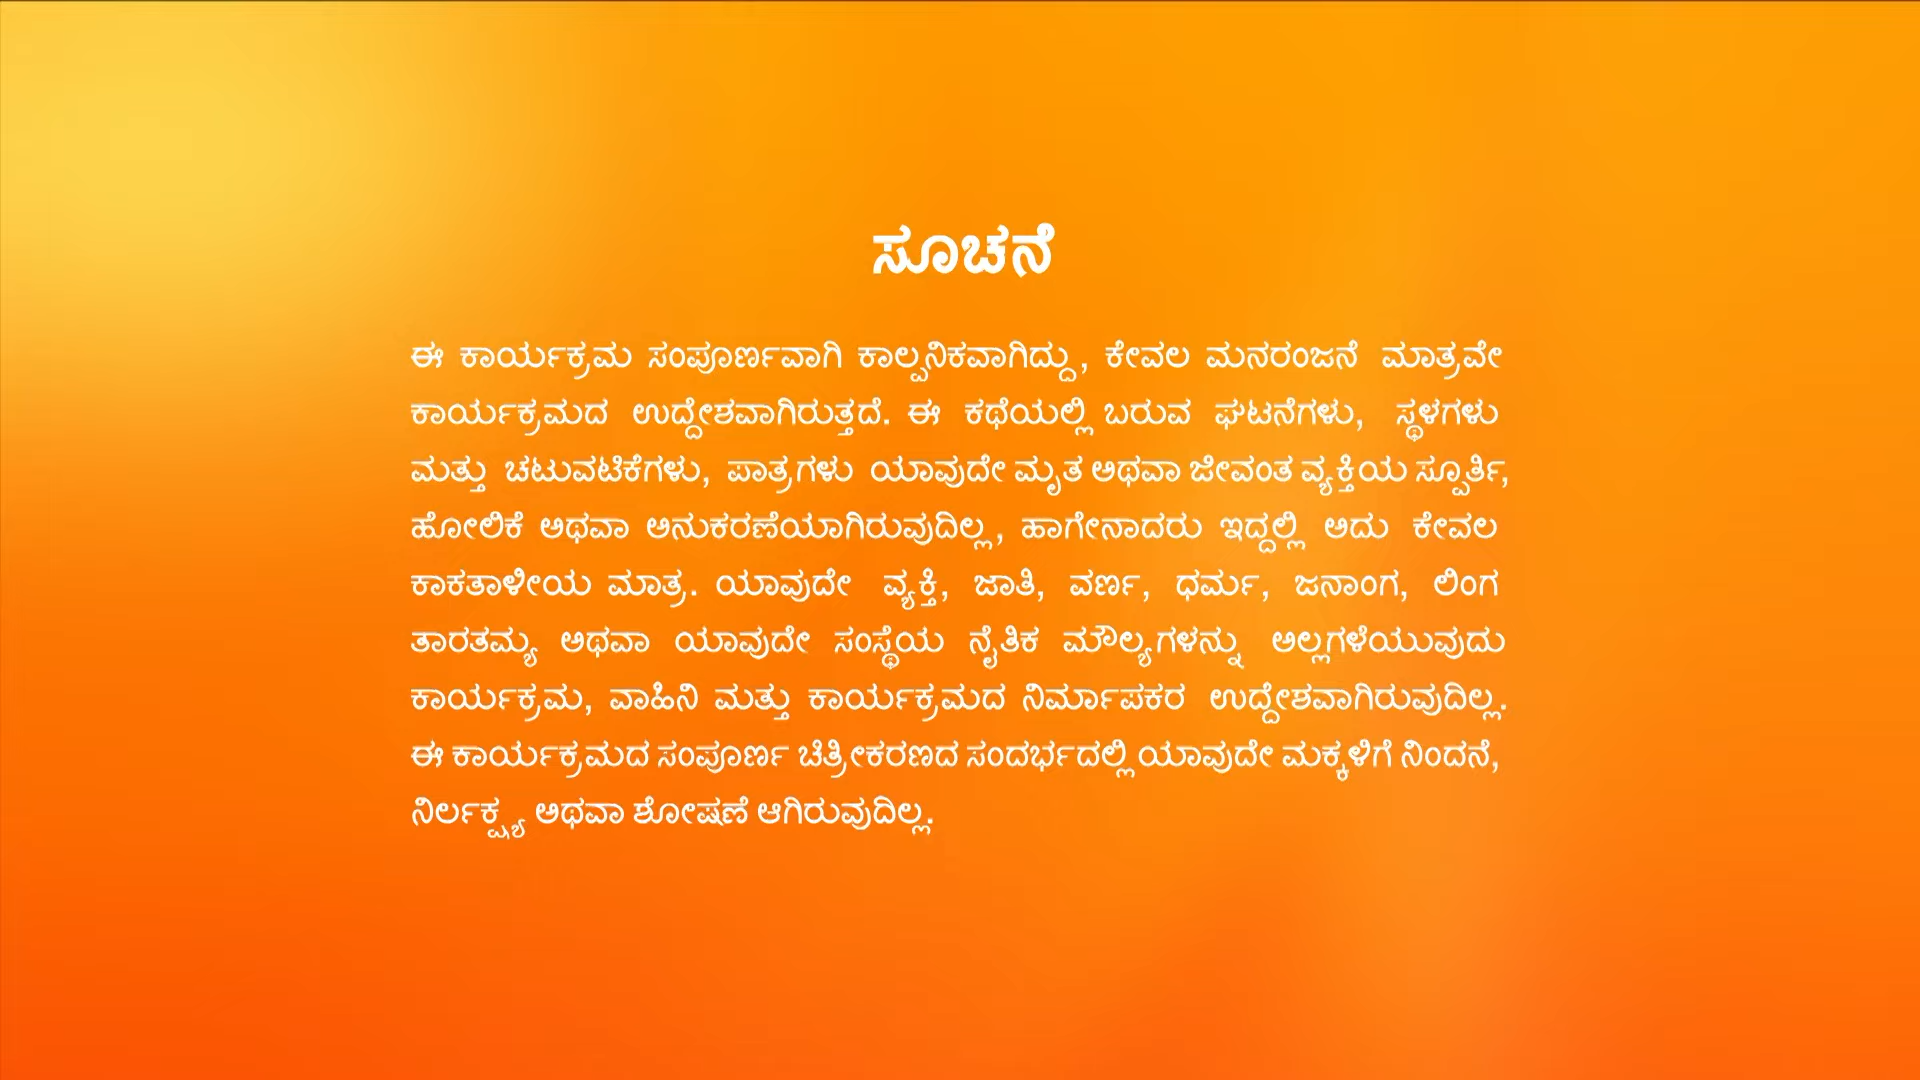 ಸೂಚನೆ
ಈ ಕಾರ್ಯಕ್ರಮ ಸಂಪೂರ್ಣವಾಗಿ ಕಾಲ್ಪನಿಕವಾಗಿದ್ದು, ಕೇವಲ ಮನರಂಜನೆ ಮಾತ್ರವೇ
ಕಾರ್ಯಕ್ರಮದ ಉದ್ದೇಶವಾಗಿರುತ್ತದೆ. ಈ ಕಥೆಯಲ್ಲಿ ಬರುವ ಘಟನೆಗಳು, ಸ್ಥಳಗಳು
ಮತ್ತು ಚಟುವಟಿಕೆಗಳು, ಪಾತ್ರಗಳು ಯಾವುದೇ ಮೃತ ಅಥವಾ ಜೀವಂತ ವ್ಯಕ್ತಿಯ ಸ್ಪೂರ್ತಿ,
ಹೋಲಿಕೆ ಅಥವಾ ಅನುಕರಣೆಯಾಗಿರುವುದಿಲ್ಲ, ಹಾಗೇನಾದರು ಇದ್ದಲ್ಲಿ ಅದು ಕೇವಲ
ಕಾಕತಾಳೀಯ ಮಾತ್ರ. ಯಾವುದೇ ವ್ಯಕ್ತಿ, ಜಾತಿ, ವರ್ಣ, ಧರ್ಮ, ಜನಾಂಗ, ಲಿಂಗ
ತಾರತಮ್ಯ ಅಥವಾ ಯಾವುದೇ ಸಂಸ್ಥೆಯ ನೈತಿಕ ಮೌಲ್ಯಗಳನ್ನು ಅಲ್ಲಗಳೆಯುವುದು
ಕಾರ್ಯಕ್ರಮ, ವಾಹಿನಿ ಮತ್ತು ಕಾರ್ಯಕ್ರಮದ ನಿರ್ಮಾಪಕರ ಉದ್ದೇಶವಾಗಿರುವುದಿಲ್ಲ.
ಈ ಕಾರ್ಯಕ್ರಮದ ಸಂಪೂರ್ಣ ಚಿತ್ರೀಕರಣದ ಸಂದರ್ಭದಲ್ಲಿ ಯಾವುದೇ ಮಕ್ಕಳಿಗೆ ನಿಂದನೆ,
ನಿರ್ಲಕ್ಷ್ಯ ಅಥವಾ ಶೋಷಣೆ ಆಗಿರುವುದಿಲ್ಲ.